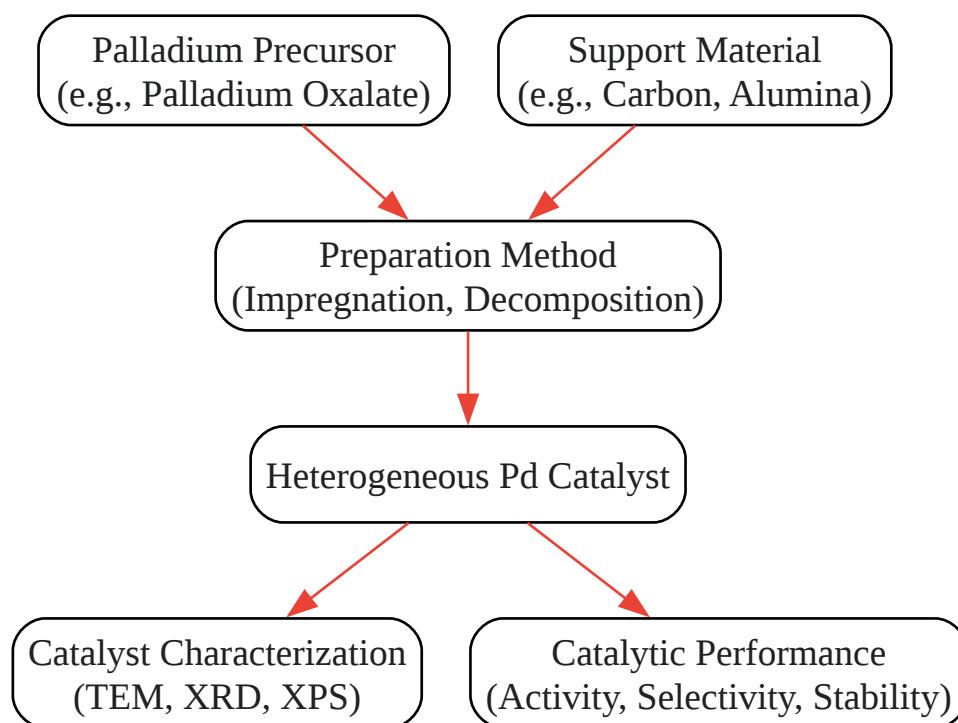 Palladium Precursor
(e.g., Palladium Oxalate)
Support Material
(e.g., Carbon, Alumina)
Preparation Method
(Impregnation, Decomposition)
Heterogeneous Pd Catalyst
Catalyst Characterization
(TEM, XRD, XPS)
Catalytic Performance
(Activity, Selectivity, Stability)